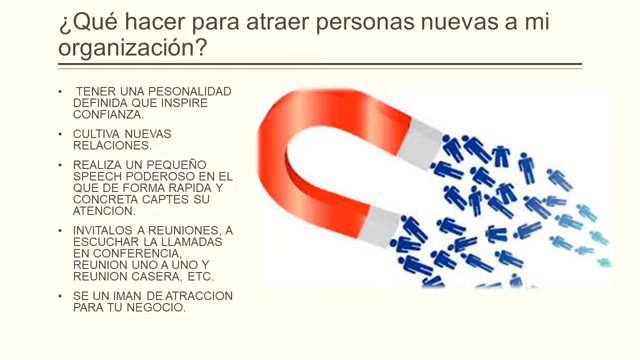 ¿Qué hacer para atraer personas nuevas a mi
organización?
• TENER UNA PESONALIDAD
DEFINIDA QUE INSPIRE
CONFIANZA.
• CULTIVA NUEVAS
RELACIONES.
• REALIZA UN PEQUEÑO
SPEECH PODEROSO EN EL
QUE DE FORMA RAPIDA Y
CONCRETA CAPTES SU
ATENCION.
• INVITALOS A REUNIONES, A
ESCUCHAR LA LLAMADAS
EN CONFERENCIA,
REUNION UNO A UNO Y
REUNION CASERA, ETC.
• SE UN IMAN DE ATRACCION
PARA TU NEGOCIO.